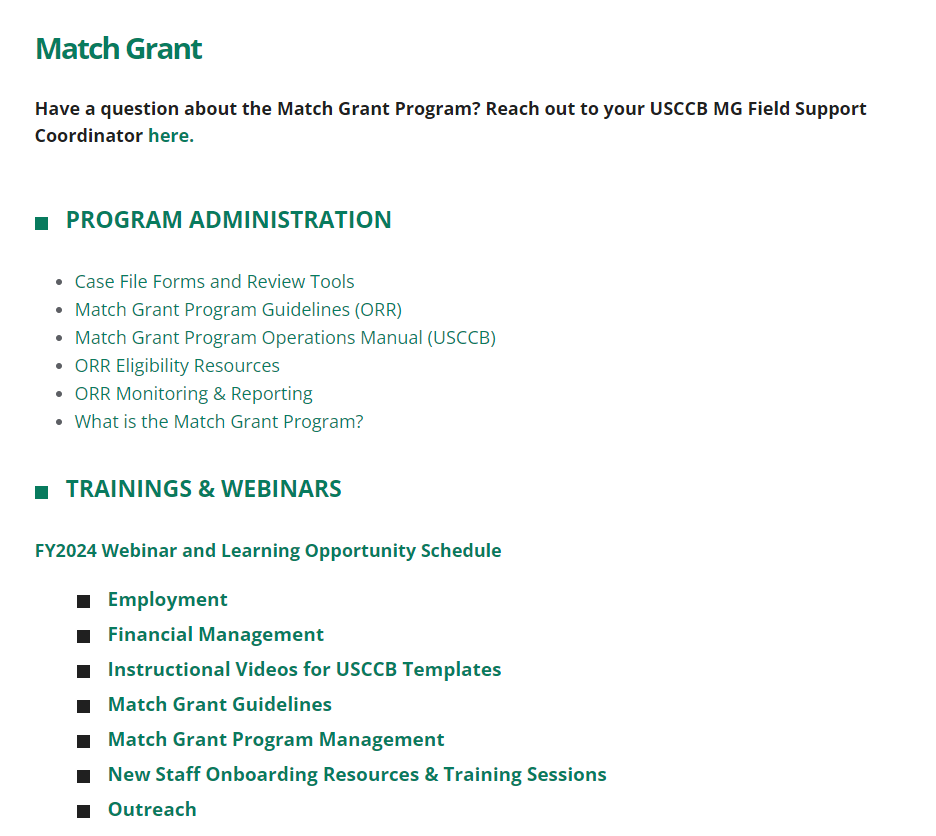 Match Grant
Have a question about the Match Grant Program? Reach out to your USCCB MG Field Support
Coordinator here.
PROGRAM ADMINISTRATION
Case File Forms and Review Tools
Match Grant Program Guidelines (ORR)
Match Grant Program Operations Manual (USCCB)
ORR Eligibility Resources
ORR Monitoring & Reporting
What is the Match Grant Program?
TRAININGS & WEBINARS
FY2024 Webinar and Learning Opportunity Schedule
Employment
Financial Management
Instructional Videos for USCCB Templates
Match Grant Guidelines
Match Grant Program Management
New Staff Onboarding Resources & Training Sessions
Outreach